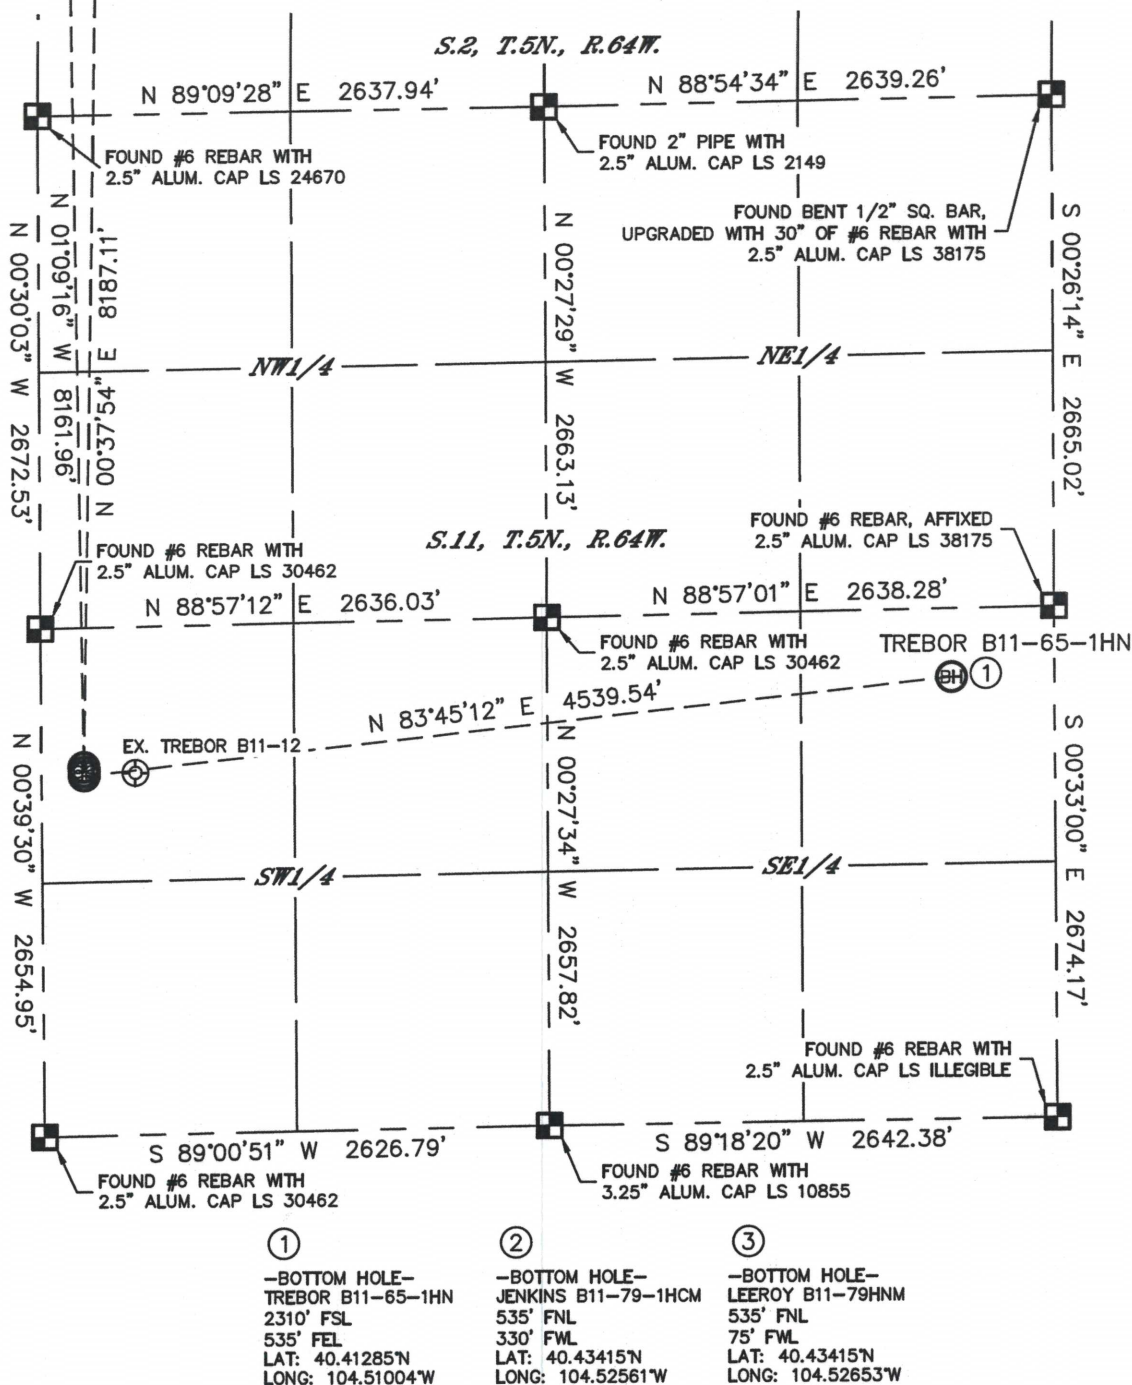 S.2, T.5N., R.64W.
N 89°09'28" E 2637.94'
N 88°54'34" E 2639.26'
FOUND #6 REBAR WITH
2.5" ALUM. CAP LS 24670
FOUND 2" PIPE WITH
2.5" ALUM. CAP LS 2149
FOUND BENT 1/2" SQ. BAR,
UPGRADED WITH 30" OF #6 REBAR WITH
2.5" ALUM. CAP LS 38175
N 00°30'03" W 2672.53'
N 01°09'16" W 8161.96'
N 00°37'54" E 8187.11'
N 00°27'29" W 2663.13'
S 00°26'14" E 2665.02'
NW1/4
NE1/4
S.11, T.5N., R.64W.
FOUND #6 REBAR WITH
2.5" ALUM. CAP LS 30462
FOUND #6 REBAR, AFFIXED
2.5" ALUM. CAP LS 38175
N 88°57'12" E 2636.03'
N 88°57'01" E 2638.28'
FOUND #6 REBAR WITH
2.5" ALUM. CAP LS 30462
TREBOR B11-65-1HN
BH 1
N 83°45'12" E 4539.54'
EX. TREBOR B11-12
N 00°39'30" W 2654.95'
N 00°27'34" W 2657.82'
S 00°33'00" E 2674.17'
SW1/4
SE1/4
FOUND #6 REBAR WITH
2.5" ALUM. CAP LS ILLEGIBLE
S 89°00'51" W 2626.79'
S 89°18'20" W 2642.38'
FOUND #6 REBAR WITH
2.5" ALUM. CAP LS 30462
FOUND #6 REBAR WITH
3.25" ALUM. CAP LS 10855
1
-BOTTOM HOLE-
TREBOR B11-65-1HN
2310' FSL
535' FEL
LAT: 40.41285°N
LONG: 104.51004°W
2
-BOTTOM HOLE-
JENKINS B11-79-1HCM
535' FNL
330' FWL
LAT: 40.43415°N
LONG: 104.52561°W
3
-BOTTOM HOLE-
LEEROY B11-79HNM
535' FNL
75' FWL
LAT: 40.43415°N
LONG: 104.52653°W